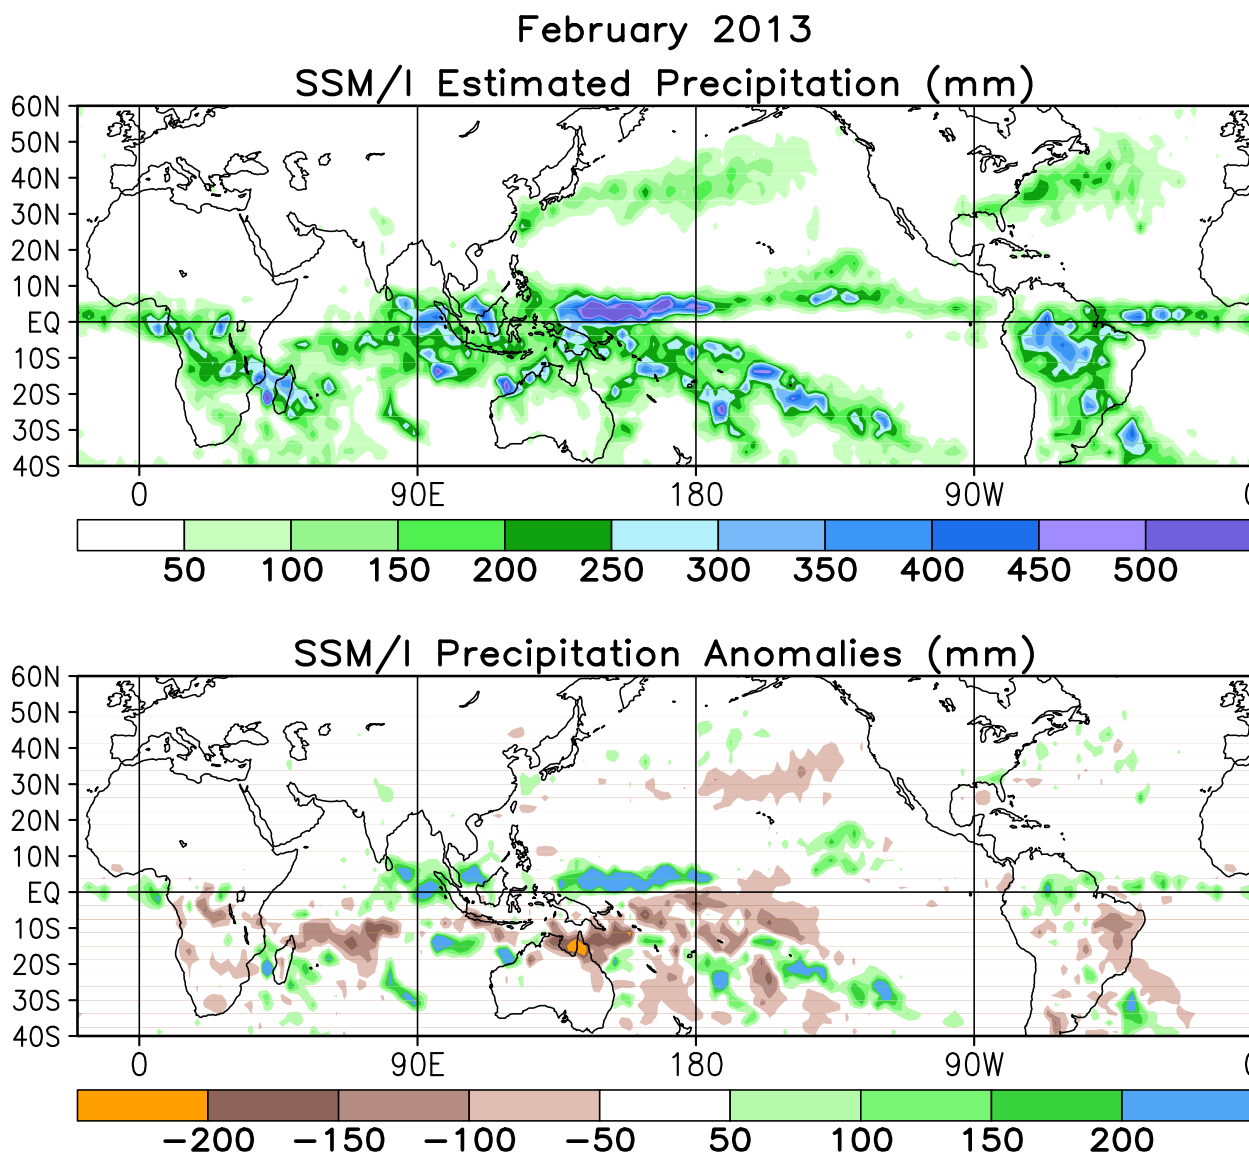 February 2013
SSM/I Estimated Precipitation (mm)
60N
50N
40N
30N
20N
10N
EQ
10S
20S
30S
40S
0 90E 180 90W 0
50 100 150 200 250 300 350 400 450 500
SSM/I Precipitation Anomalies (mm)
60N
50N
40N
30N
20N
10N
EQ
10S
20S
30S
40S
0 90E 180 90W 0
−200 −150 −100 −50 50 100 150 200